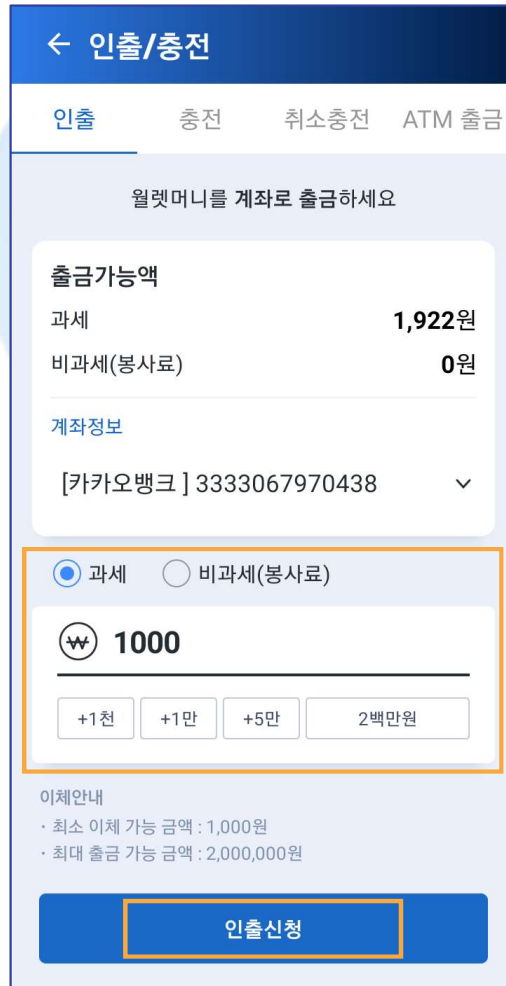 ← 인출/충전
인출 충전 취소충전 ATM 출금
월렛머니를 계좌로 출금하세요
출금가능액
과세 1,922원
비과세(봉사료) 0원
계좌정보
[카카오뱅크 ] 3333067970438
과세 비과세(봉사료)
₩ 1000
+1천 +1만 +5만 2백만원
이체안내
· 최소 이체 가능 금액 : 1,000원
· 최대 출금 가능 금액 : 2,000,000원
인출신청